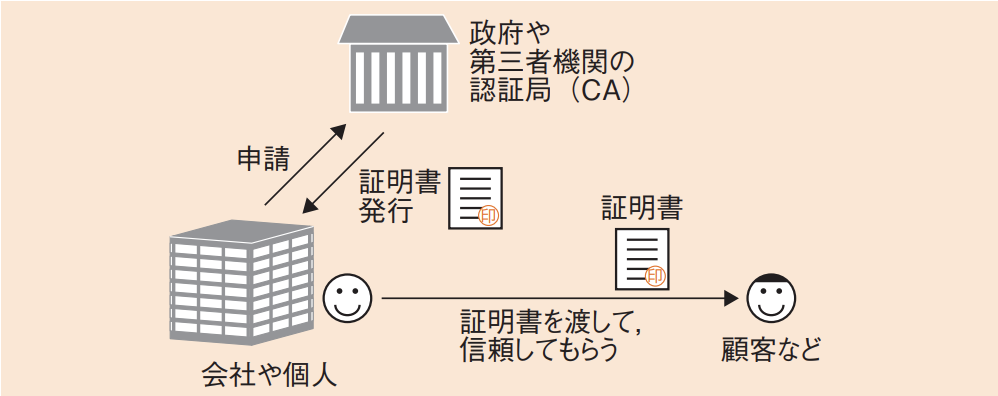 政府や
第三者機関の
認証局（CA）
申請
証明書
発行
印
証明書
印
証明書を渡して，
信頼してもらう
会社や個人
顧客など